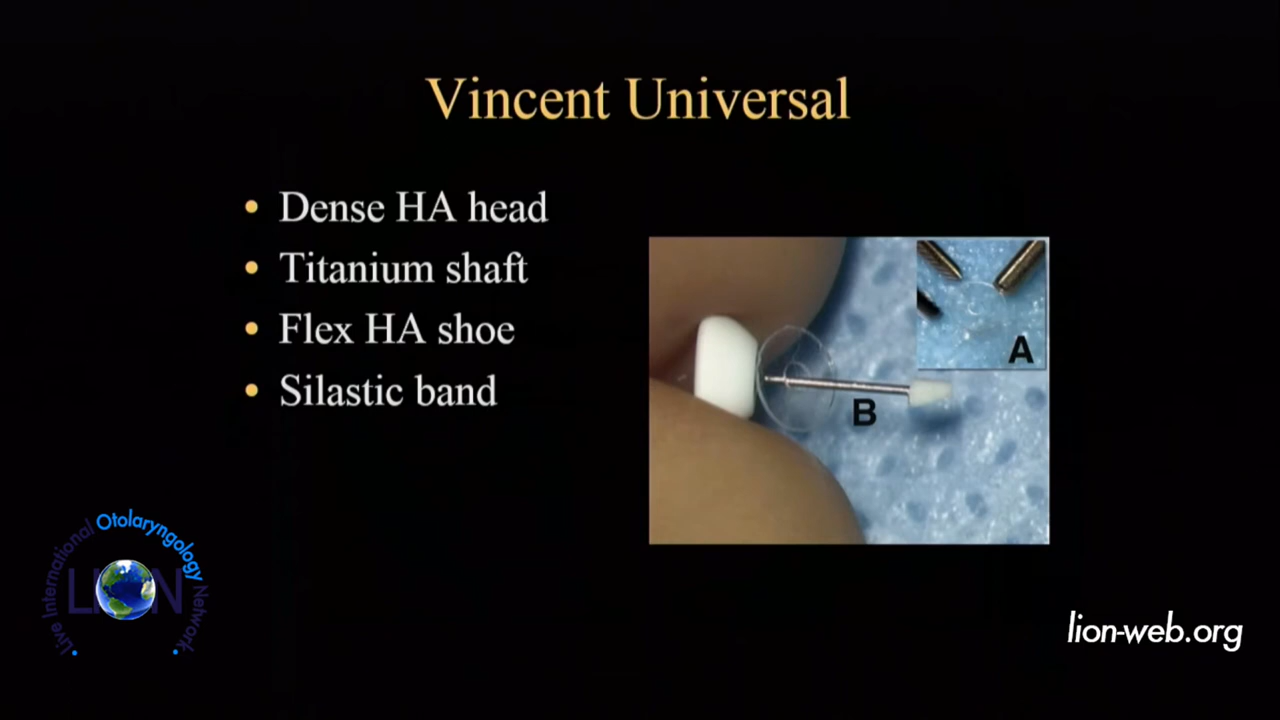 Vincent Universal
• Dense HA head
• Titanium shaft
• Flex HA shoe
• Silastic band
A
B
Live International Otolaryngology Network
LION
lion-web.org